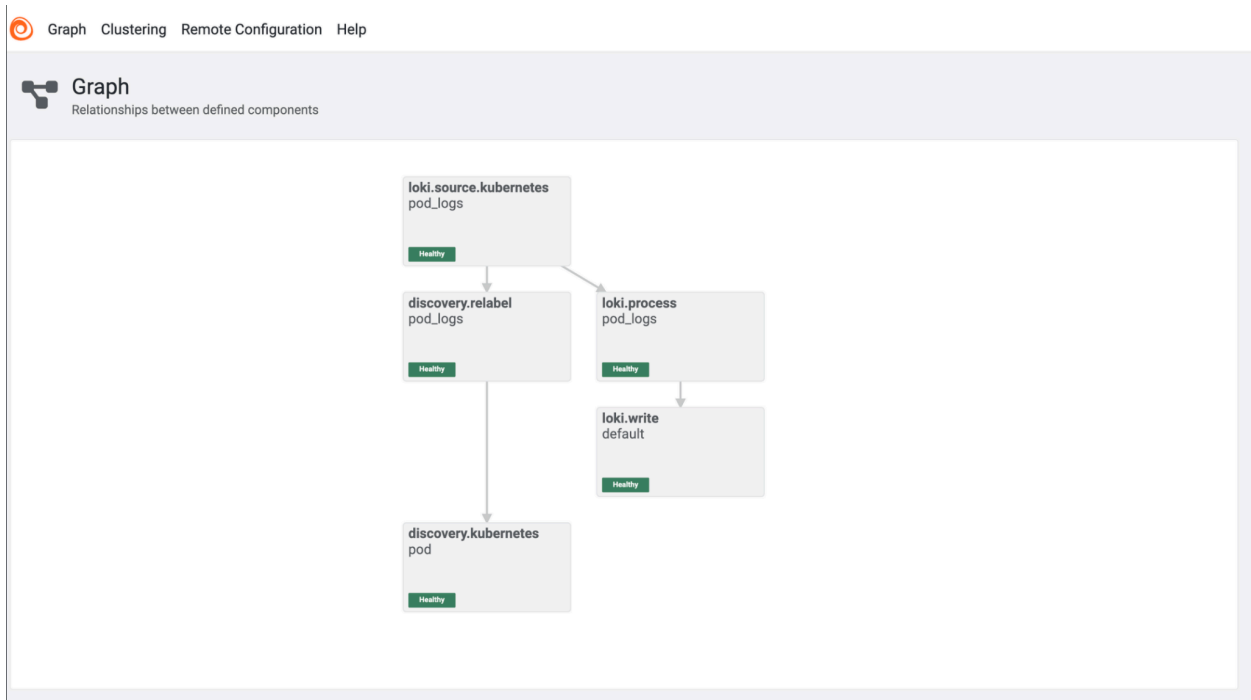 Graph Clustering Remote Configuration Help
Graph
Relationships between defined components
loki.source.kubernetes
pod_logs
Healthy
discovery.relabel
pod_logs
Healthy
loki.process
pod_logs
Healthy
loki.write
default
Healthy
discovery.kubernetes
pod
Healthy